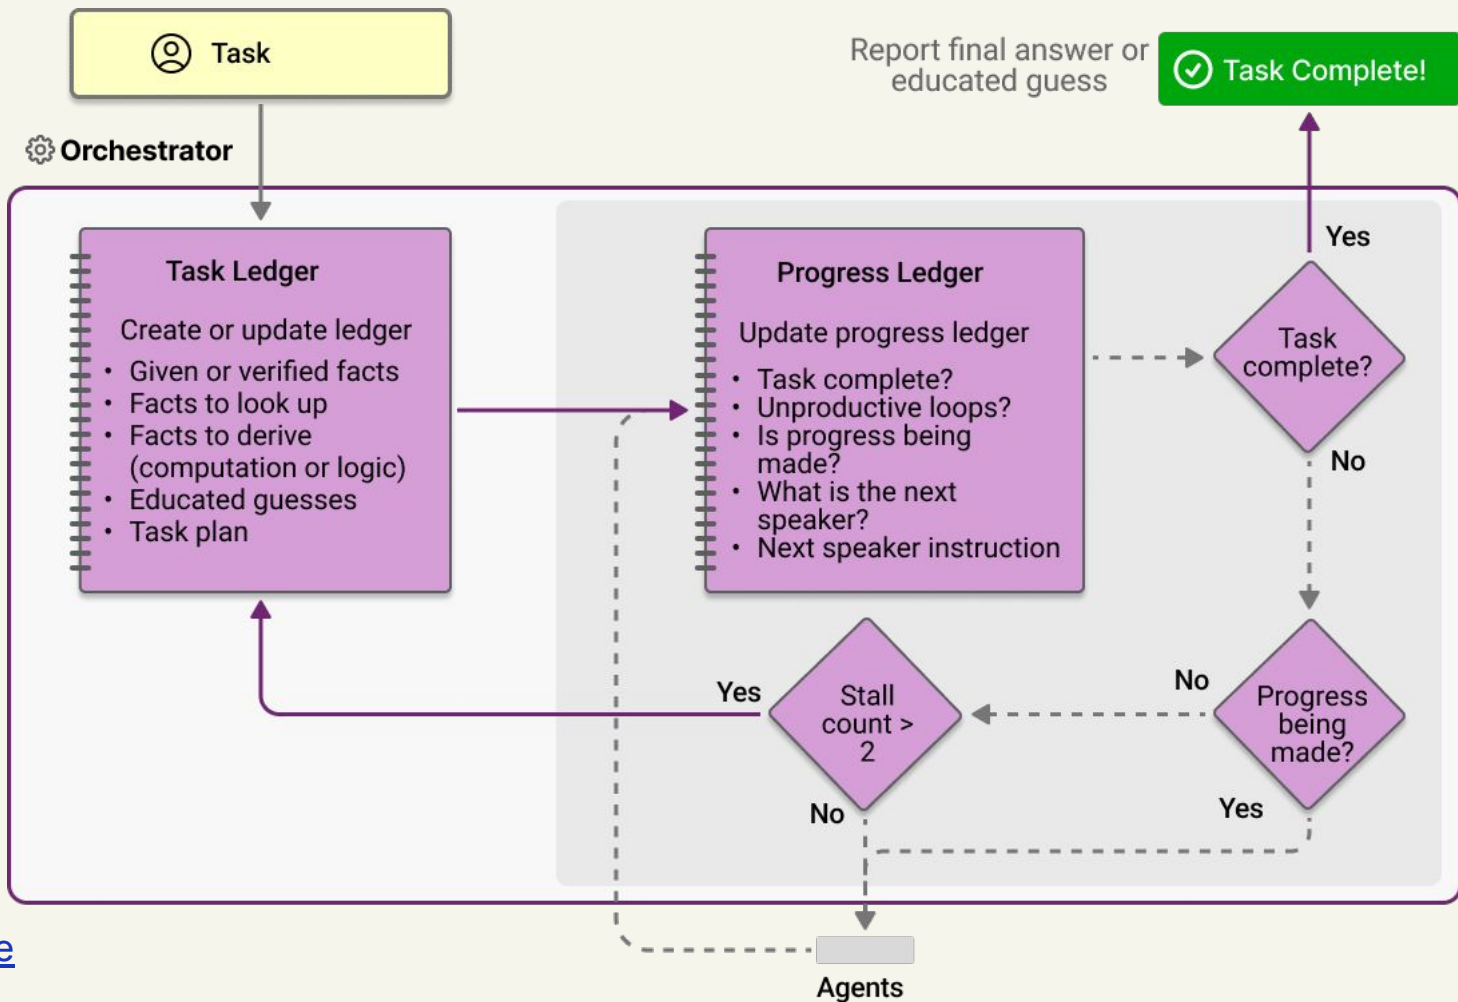 Task
Report final answer or
educated guess
Task Complete!
Orchestrator
Task Ledger
Create or update ledger
• Given or verified facts
• Facts to look up
• Facts to derive
(computation or logic)
• Educated guesses
• Task plan
Progress Ledger
Update progress ledger
• Task complete?
• Unproductive loops?
• Is progress being
made?
• What is the next
speaker?
• Next speaker instruction
Yes
Task
complete?
No
Progress
being
made?
No
Yes
Stall
count >
2
Yes
No
Agents
e